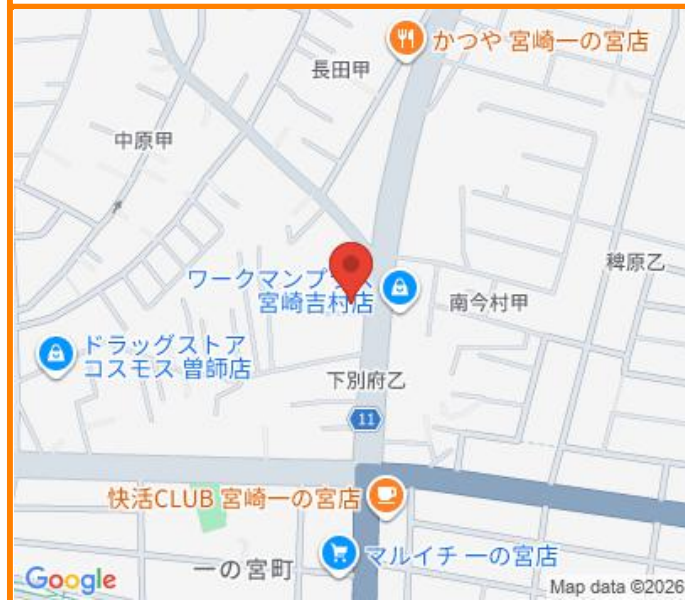 かつや 宮崎一の宮店
長田甲
中原甲
稗原乙
ワークマンプラス
宮崎吉村店
南今村甲
ドラッグストア
コスモス 曽師店
下別府乙
11
快活CLUB 宮崎一の宮店
マルイチ 一の宮店
一の宮町
Google
Map data ©2026